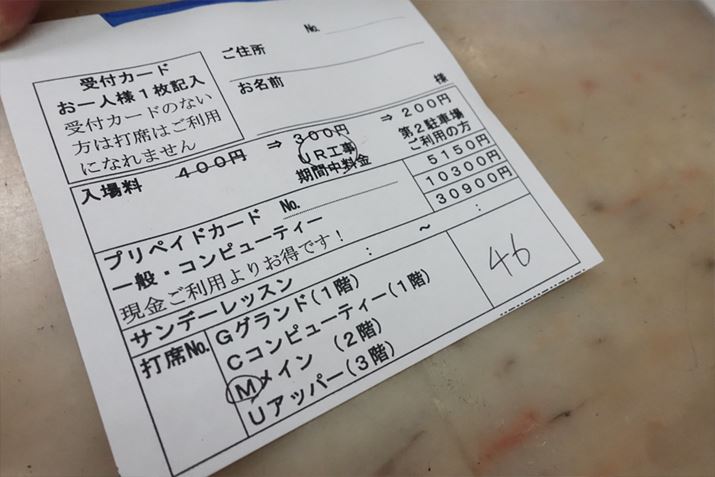 No.
ご住所
お名前 様
受付カード
お一人様1枚記入
受付カードのない
方は打席はご利用
になれません
入場料 400円 ⇒ 300円 ⇒ 200円
UR工事 第2駐車場
期間中料金 ご利用の方
プリペイドカード No. 5150円
一般・コンピューティー 10300円
現金ご利用よりお得です! 30900円
サンデーレッスン : ~ :
打席No. Gグランド(1階) 46
Cコンピューティー(1階)
Mメイン (2階)
Uアッパー(3階)